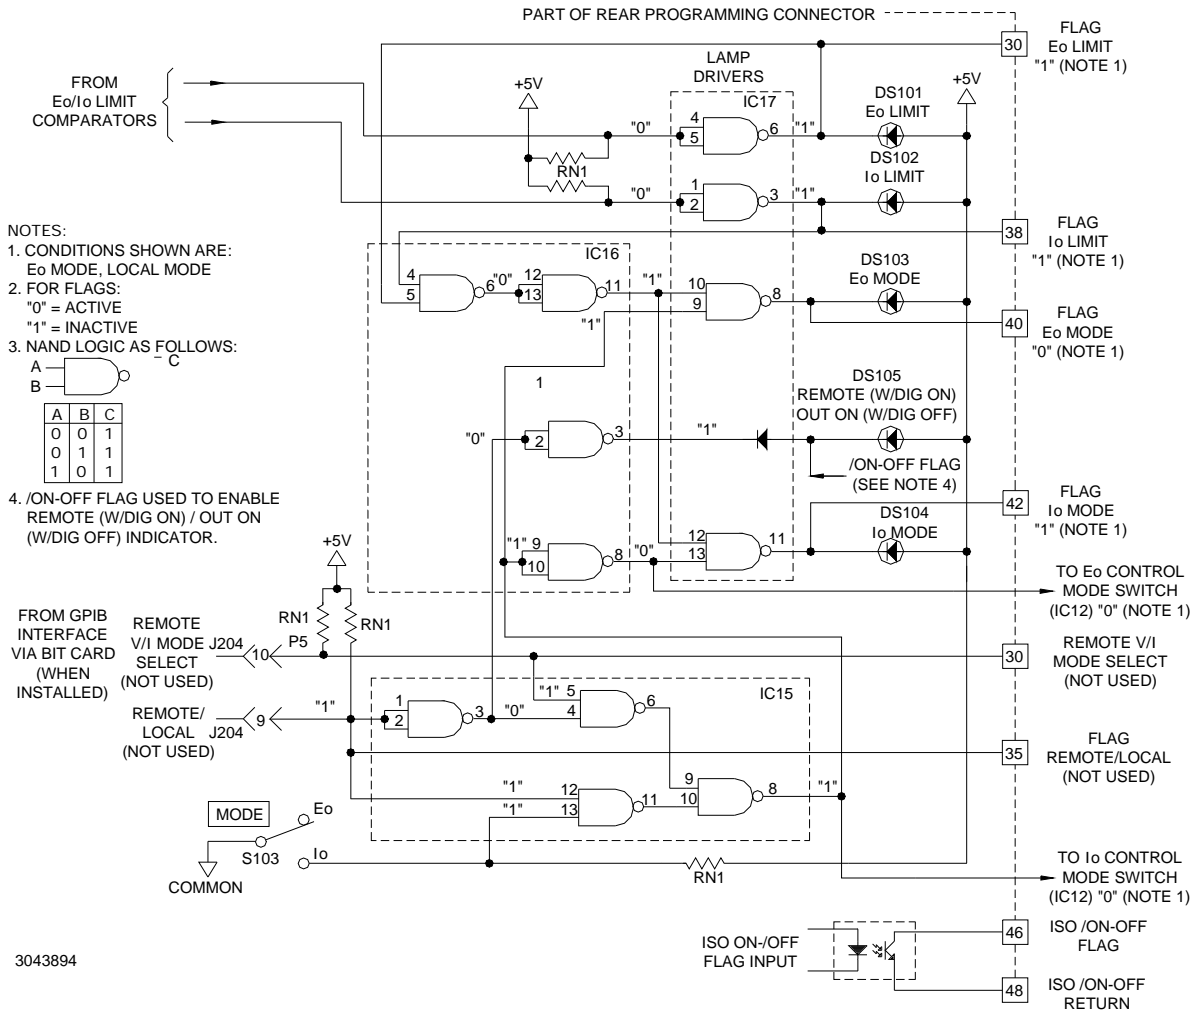 PART OF REAR PROGRAMMING CONNECTOR
30
FLAG
Eo LIMIT
"1" (NOTE 1)
LAMP
DRIVERS
FROM
Eo/Io LIMIT
COMPARATORS
+5V
IC17
+5V
DS101
Eo LIMIT
"0"
4
5
6
"1"
RN1
DS102
Io LIMIT
"0"
1
2
3
"1"
38
FLAG
Io LIMIT
"1" (NOTE 1)
NOTES:
1. CONDITIONS SHOWN ARE:
Eo MODE, LOCAL MODE
2. FOR FLAGS:
"0" = ACTIVE
"1" = INACTIVE
3. NAND LOGIC AS FOLLOWS:
A
B
_ C
A B C
0 0 1
0 1 1
1 0 1
4. /ON-OFF FLAG USED TO ENABLE
REMOTE (W/DIG ON) / OUT ON
(W/DIG OFF) INDICATOR.
IC16
4
5
6
"0"
12
13
11
"1"
10
9
8
"1"
DS103
Eo MODE
40
FLAG
Eo MODE
"0" (NOTE 1)
1
DS105
REMOTE (W/DIG ON)
OUT ON (W/DIG OFF)
"0"
2
3
"1"
/ON-OFF FLAG
(SEE NOTE 4)
42
FLAG
Io MODE
"1" (NOTE 1)
DS104
Io MODE
"1"
9
10
8
"0"
12
13
11
TO Eo CONTROL
MODE SWITCH
(IC12) "0" (NOTE 1)
+5V
RN1
RN1
FROM GPIB
INTERFACE
VIA BIT CARD
(WHEN
INSTALLED)
REMOTE
V/I MODE
SELECT
(NOT USED)
J204
10
P5
30
REMOTE V/I
MODE SELECT
(NOT USED)
IC15
REMOTE/
LOCAL
(NOT USED)
J204
9
"1"
1
2
3
"0"
"1"
5
4
6
35
FLAG
REMOTE/LOCAL
(NOT USED)
"1"
"1"
12
13
11
9
10
8
"1"
MODE
Eo
S103
Io
COMMON
RN1
TO Io CONTROL
MODE SWITCH
(IC12) "0" (NOTE 1)
ISO ON-/OFF
FLAG INPUT
46
ISO /ON-OFF
FLAG
48
ISO /ON-OFF
RETURN
3043894